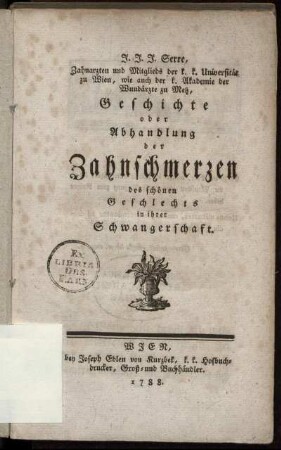 J. J. J. Serre,
Zahnarzten und Mitglieds der k. k. Universität
zu Wien, wie auch der k. Akademie der
Wundärzte zu Metz,
Geschichte
oder
Abhandlung
der
Zahnschmerzen
des schönen
Geschlechts
in ihrer
Schwangerschaft.
EX
LIBRIS
WIEN,
bey Joseph Edlen von Kurzbek, k. k. Hofbuch-
drucker, Groß- und Buchhändler.
1788.